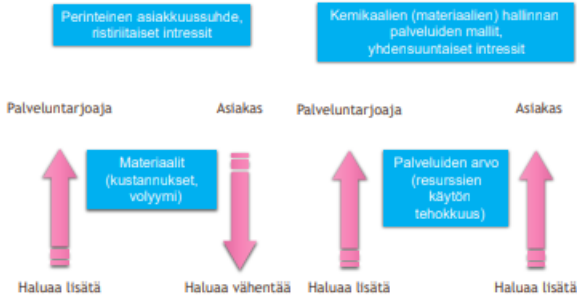 Perinteinen asiakkuussuhde,
ristiriitaiset intressit
Kemikaalien (materiaalien) hallinnan
palveluiden mallit,
yhdensuuntaiset intressit
Palveluntarjoaja
Asiakas
Palveluntarjoaja
Asiakas
Materiaalit
(kustannukset,
volyymi)
Palveluiden arvo
(resurssien
käytön
tehokkuus)
Haluaa lisätä
Haluaa vähentää
Haluaa lisätä
Haluaa lisätä